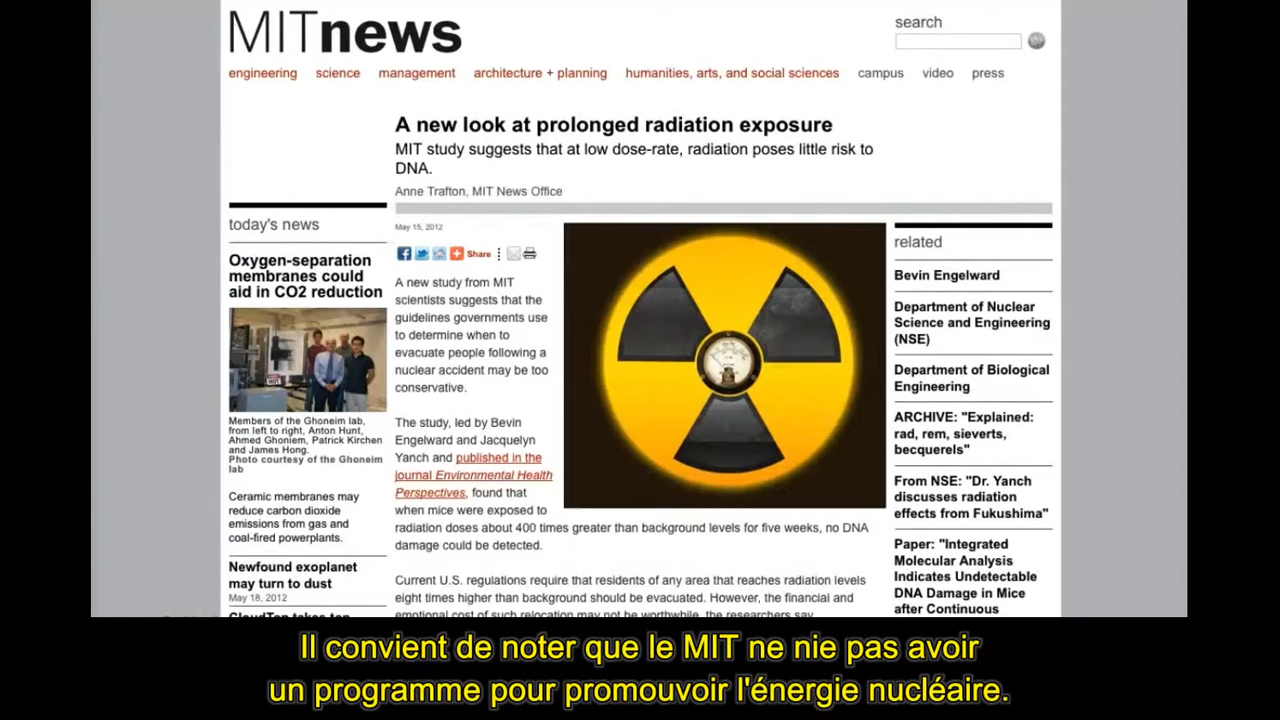 MITnews
search
go
engineering science management architecture + planning humanities, arts, and social sciences campus video press
A new look at prolonged radiation exposure
MIT study suggests that at low dose-rate, radiation poses little risk to
DNA.
Anne Trafton, MIT News Office
today's news
Oxygen-separation
membranes could
aid in CO2 reduction
Members of the Ghoneim lab,
from left to right, Anton Hunt,
Ahmed Ghoniem, Patrick Kirchen
and James Hong.
Photo courtesy of the Ghoneim
lab
Ceramic membranes may
reduce carbon dioxide
emissions from gas and
coal-fired powerplants.
Newfound exoplanet
may turn to dust
May 18, 2012
May 15, 2012
Share
A new study from MIT
scientists suggests that the
guidelines governments use
to determine when to
evacuate people following a
nuclear accident may be too
conservative.
The study, led by Bevin
Engelward and Jacquelyn
Yanch and published in the
journal Environmental Health
Perspectives, found that
when mice were exposed to
radiation doses about 400 times greater than background levels for five weeks, no DNA
damage could be detected.
Current U.S. regulations require that residents of any area that reaches radiation levels
eight times higher than background should be evacuated. However, the financial and
emotional cost of such relocation may not be worthwhile, the researchers say.
related
Bevin Engelward
Department of Nuclear
Science and Engineering
(NSE)
Department of Biological
Engineering
ARCHIVE: "Explained:
rad, rem, sieverts,
becquerels"
From NSE: "Dr. Yanch
discusses radiation
effects from Fukushima"
Paper: "Integrated
Molecular Analysis
Indicates Undetectable
DNA Damage in Mice
after Continuous
Il convient de noter que le MIT ne nie pas avoir
un programme pour promouvoir l'énergie nucléaire.